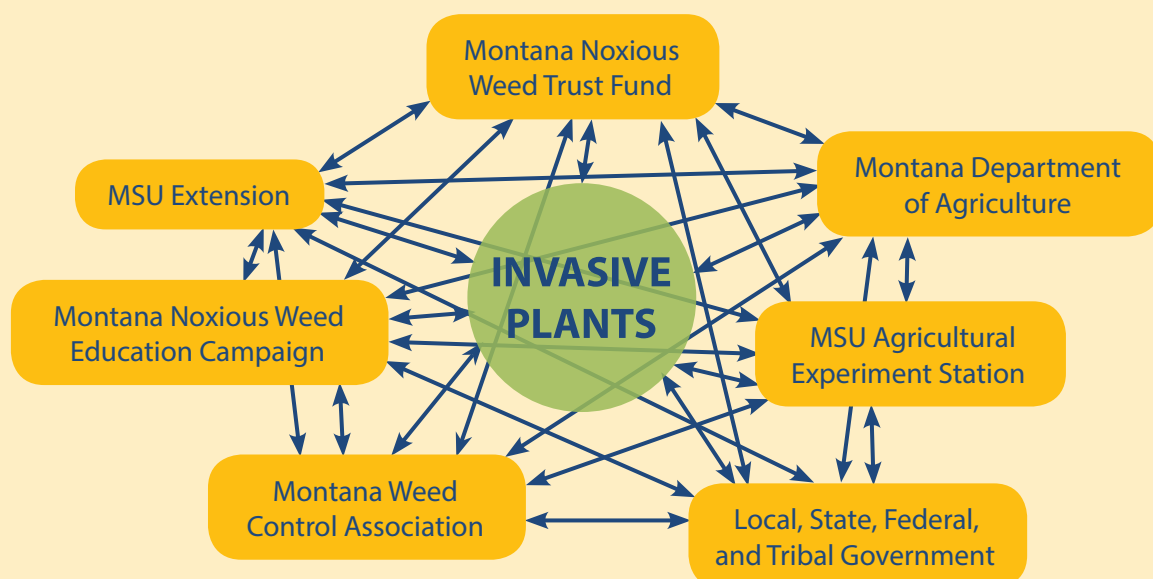 Montana Noxious
Weed Trust Fund
MSU Extension
Montana Department
of Agriculture
INVASIVE
PLANTS
Montana Noxious Weed
Education Campaign
MSU Agricultural
Experiment Station
Montana Weed
Control Association
Local, State, Federal,
and Tribal Government